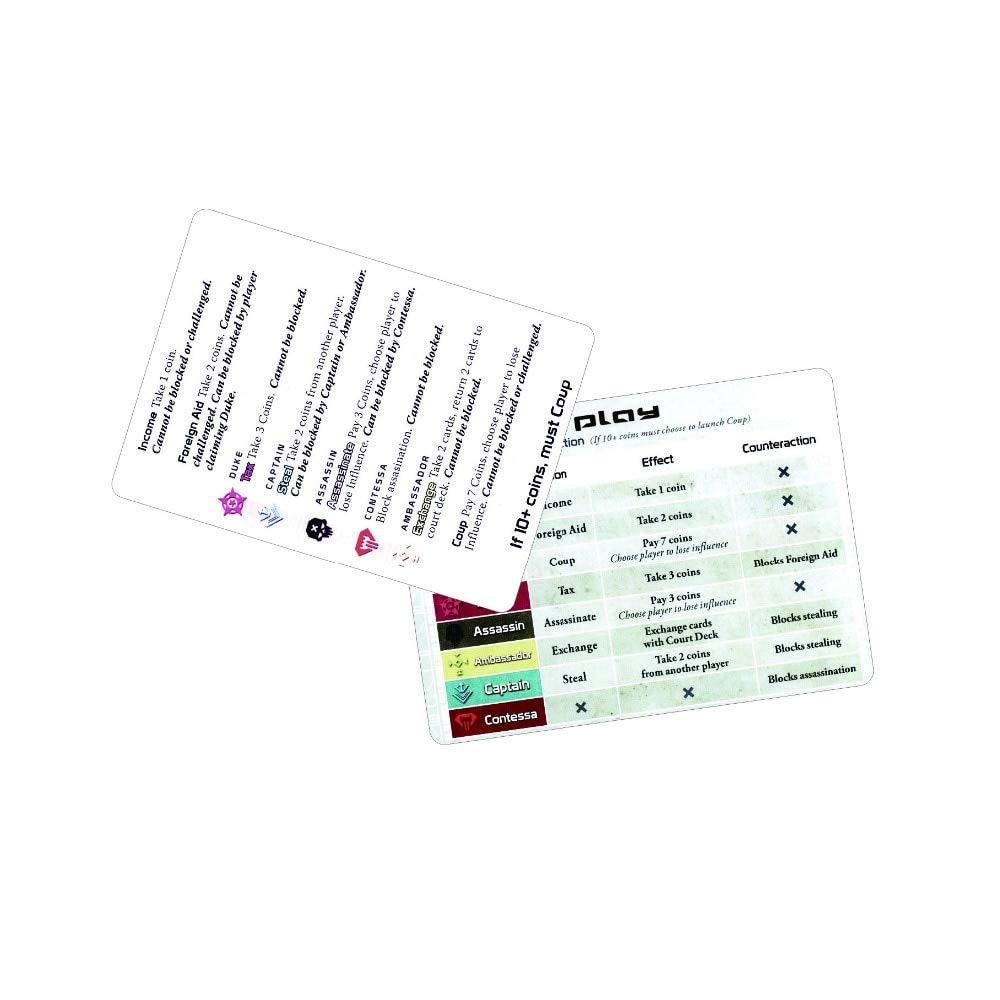 Income Take 1 coin.
Cannot be blocked or challenged.
Foreign Aid Take 2 coins. Cannot be
challenged. Can be blocked by player
claiming Duke.
DUKE
Tax Take 3 Coins. Cannot be blocked.
CAPTAIN
Steal Take 2 coins from another player.
Can be blocked by Captain or Ambassador.
ASSASSIN
Assassinate Pay 3 Coins, choose player to
lose Influence. Can be blocked by Contessa.
CONTESSA
Block assasination. Cannot be blocked.
AMBASSADOR
Exchange Take 2 cards, return 2 cards to
court deck. Cannot be blocked.
Coup Pay 7 Coins, choose player to lose
Influence. Cannot be blocked or challenged.
If 10+ coins, must Coup
play
ction (If 10+ coins must choose to launch Coup)
on Effect Counteraction
come Take 1 coin ×
oreign Aid Take 2 coins ×
Coup Pay 7 coins ×
Choose player to lose influence
Tax Take 3 coins Blocks Foreign Aid
Assassin Assassinate Pay 3 coins ×
Choose player to lose influence
Ambassador Exchange Exchange cards Blocks stealing
with Court Deck
Captain Steal Take 2 coins Blocks stealing
from another player
Contessa × × Blocks assassination